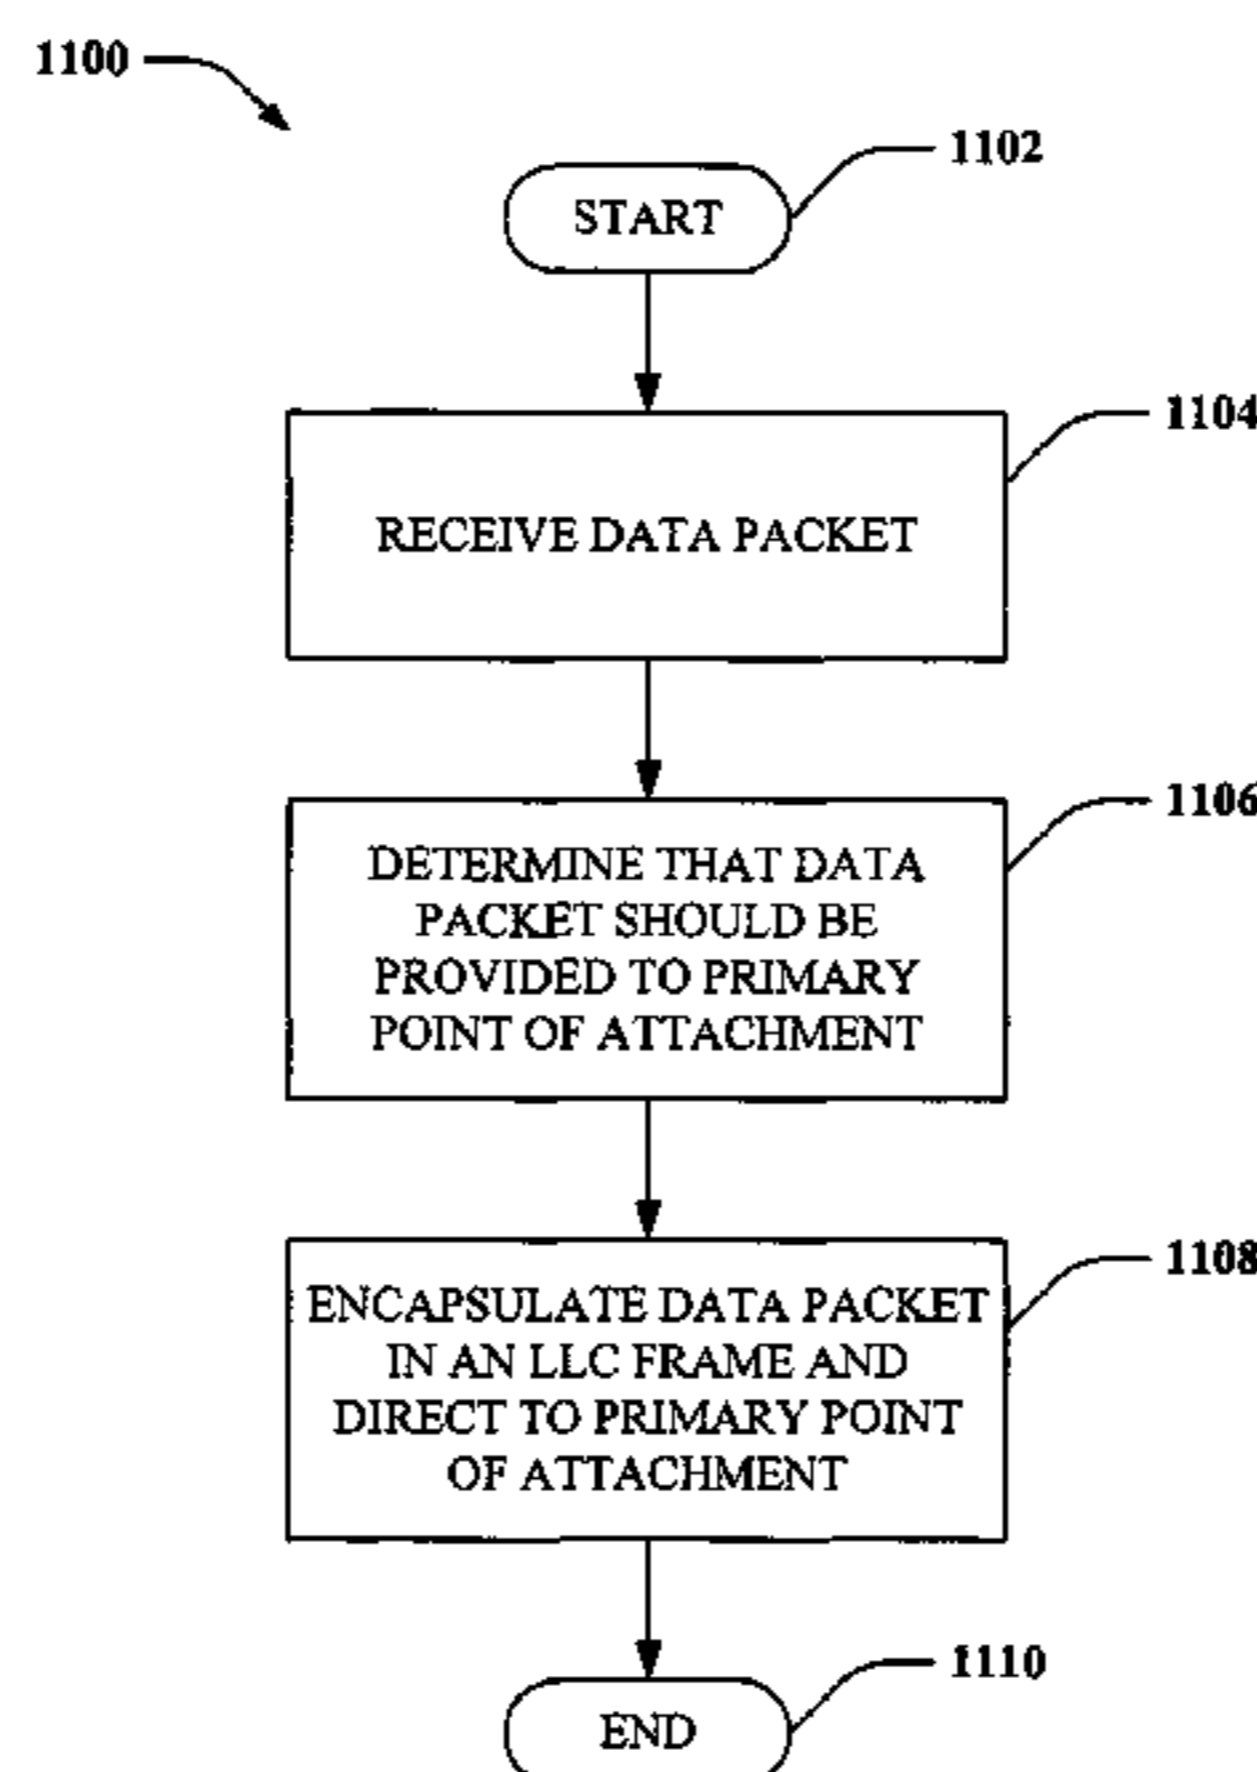 1100
1102
START
1104
RECEIVE DATA PACKET
1106
DETERMINE THAT DATA
PACKET SHOULD BE
PROVIDED TO PRIMARY
POINT OF ATTACHMENT
1108
ENCAPSULATE DATA PACKET
IN AN LLC FRAME AND
DIRECT TO PRIMARY POINT
OF ATTACHMENT
1110
END